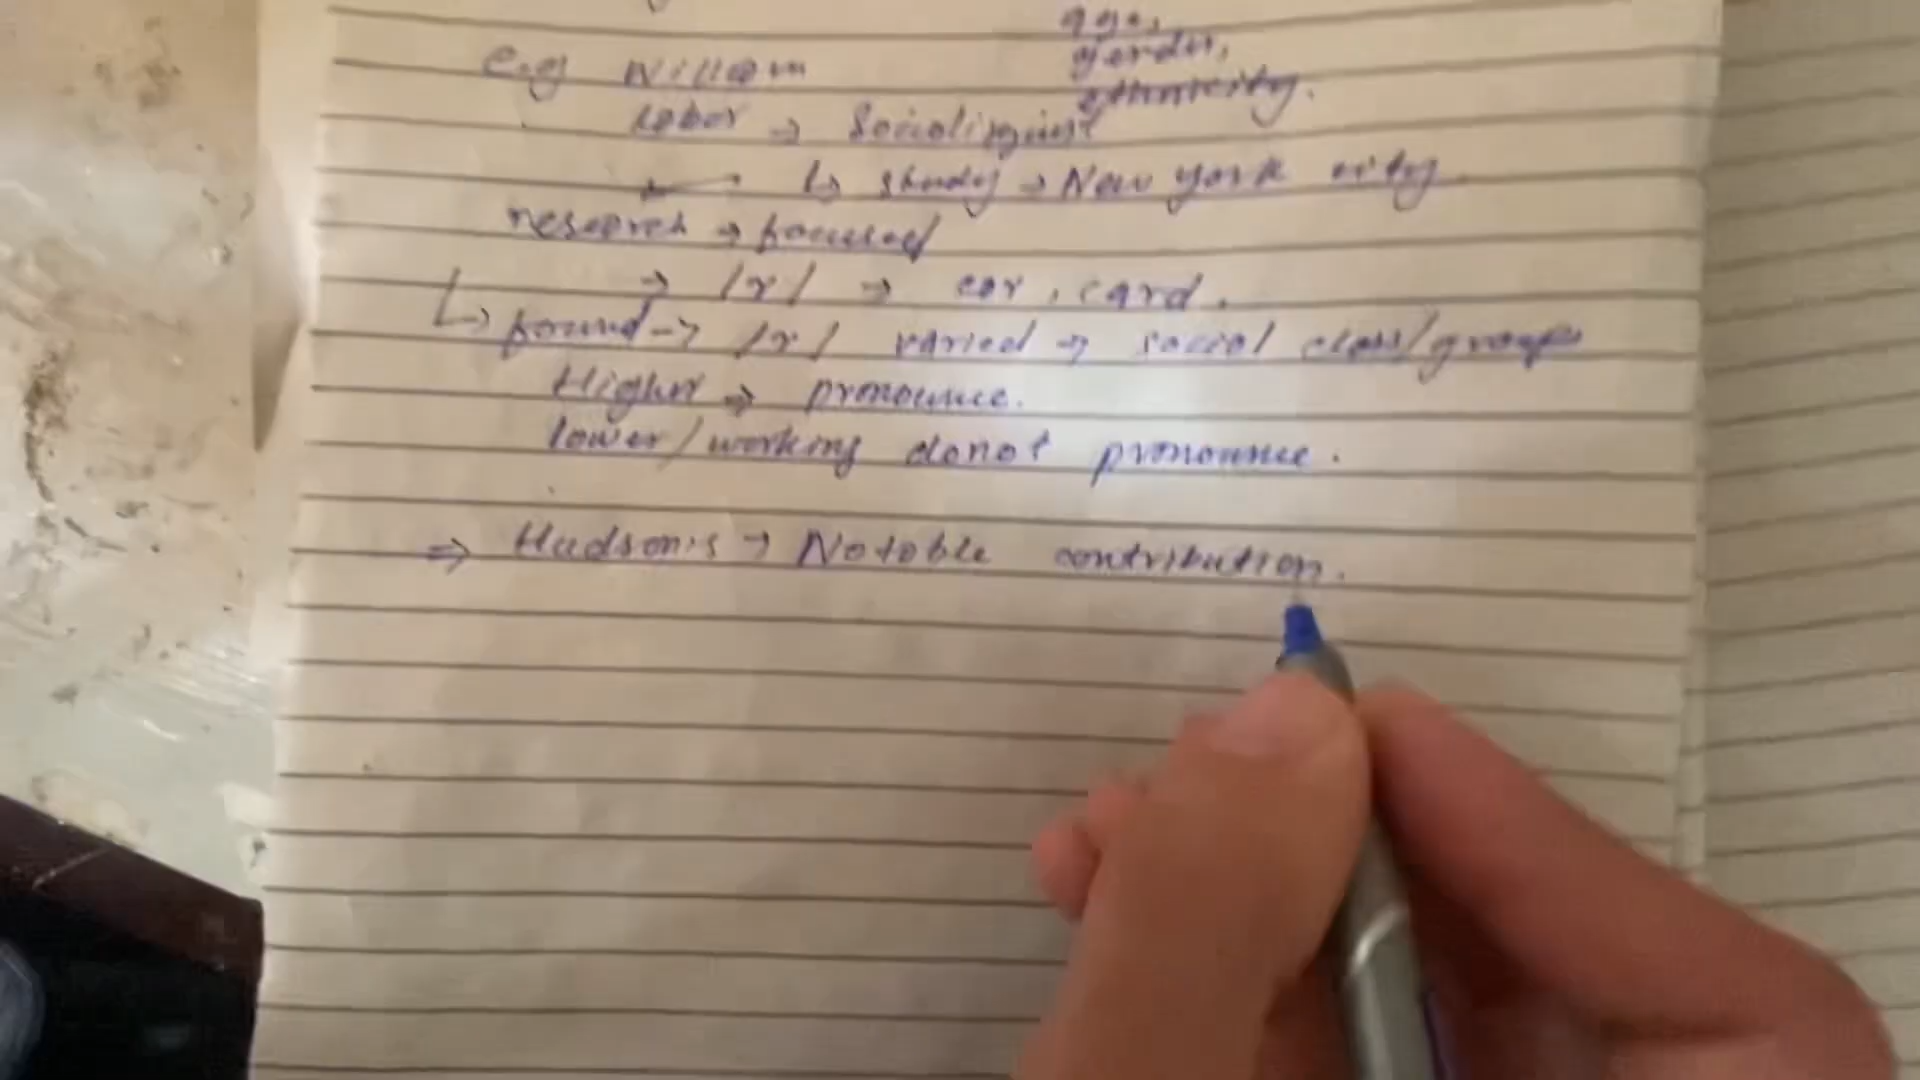 age,
gender,
ethnicity.
e.g William
Labov → Sociolinguist
↳ study → New york city
research → focused
→ /r/ → car, card.
↳ found → /r/ varied → social class/groups
Higher → pronounce.
lower/working donot pronounce.
⇒ Hudson's → Notable contribution.